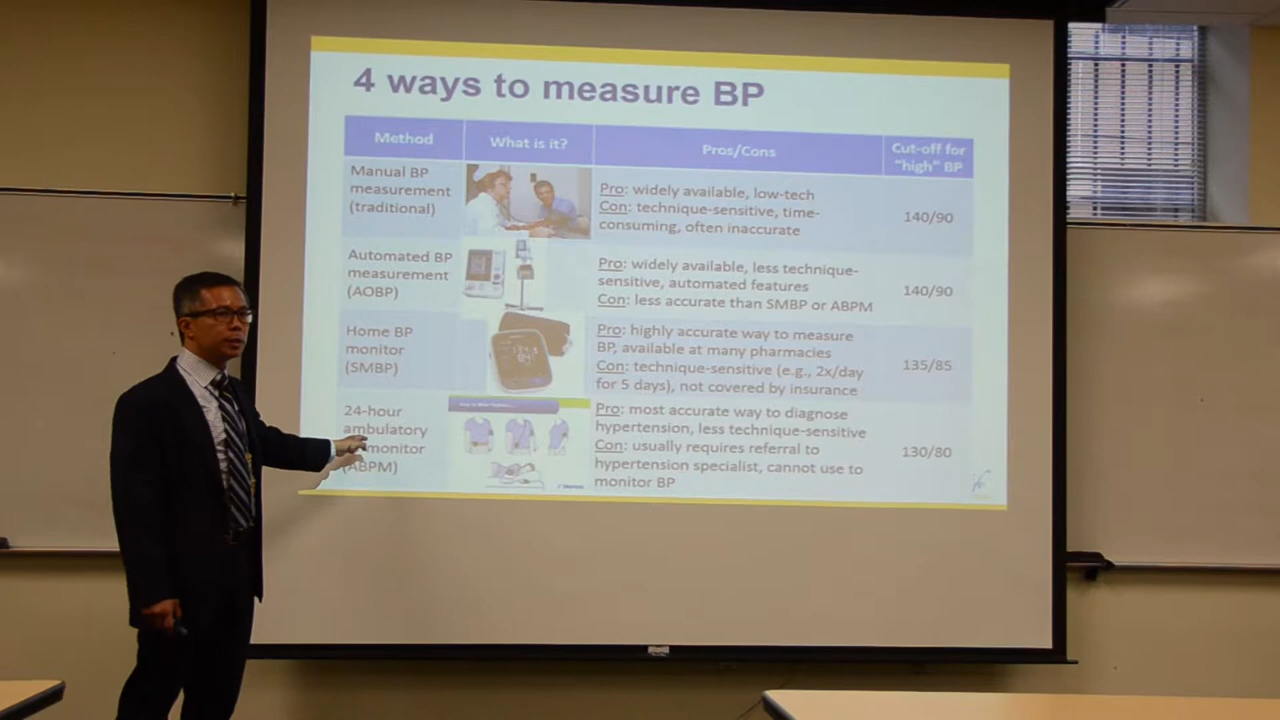 4 ways to measure BP
Method
What is it?
Pros/Cons
Cut-off for
"high" BP
Manual BP
measurement
(traditional)
Pro: widely available, low-tech
Con: technique-sensitive, time-
consuming, often inaccurate
140/90
Automated BP
measurement
(AOBP)
Pro: widely available, less technique-
sensitive, automated features
Con: less accurate than SMBP or ABPM
140/90
Home BP
monitor
(SMBP)
Pro: highly accurate way to measure
BP, available at many pharmacies
Con: technique-sensitive (e.g., 2x/day
for 5 days), not covered by insurance
135/85
24-hour
ambulatory
monitor
(ABPM)
Pro: most accurate way to diagnose
hypertension, less technique-sensitive
Con: usually requires referral to
hypertension specialist, cannot use to
monitor BP
130/80